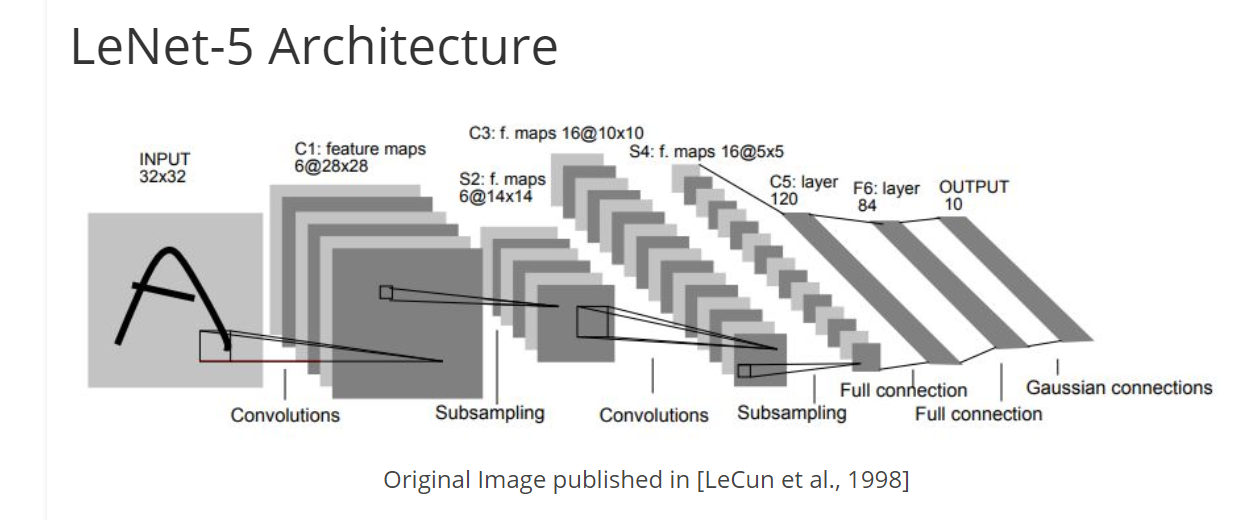 LeNet-5 Architecture
INPUT
32x32
C1: feature maps
6@28x28
S2: f. maps
6@14x14
C3: f. maps 16@10x10
S4: f. maps 16@5x5
C5: layer
120
F6: layer
84
OUTPUT
10
Convolutions
Subsampling
Convolutions
Subsampling
Full connection
Full connection
Gaussian connections
Original Image published in [LeCun et al., 1998]